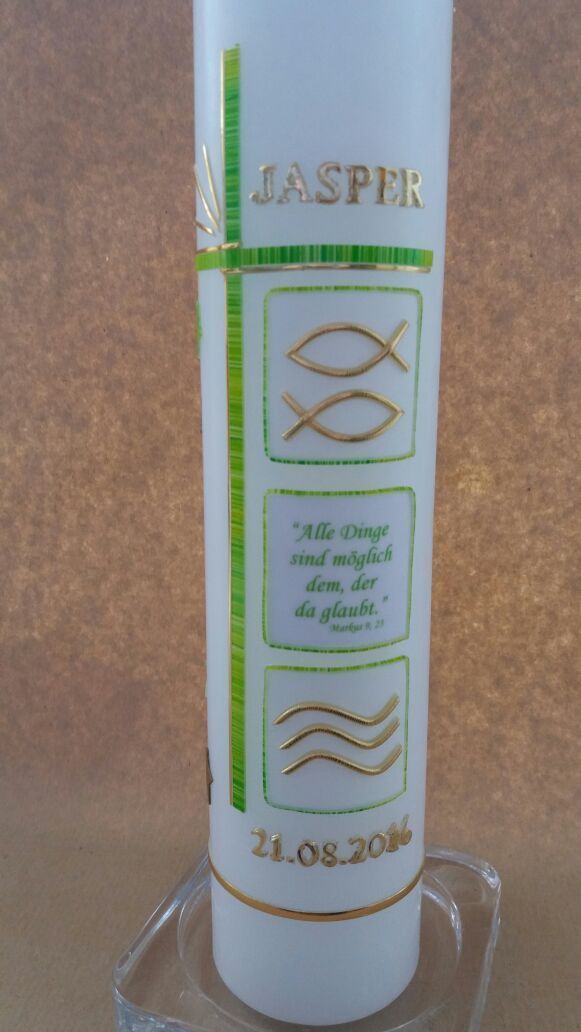 JASPER
"Alle Dinge
sind möglich
dem, der
da glaubt."
Markus 9, 23
21.08.2016